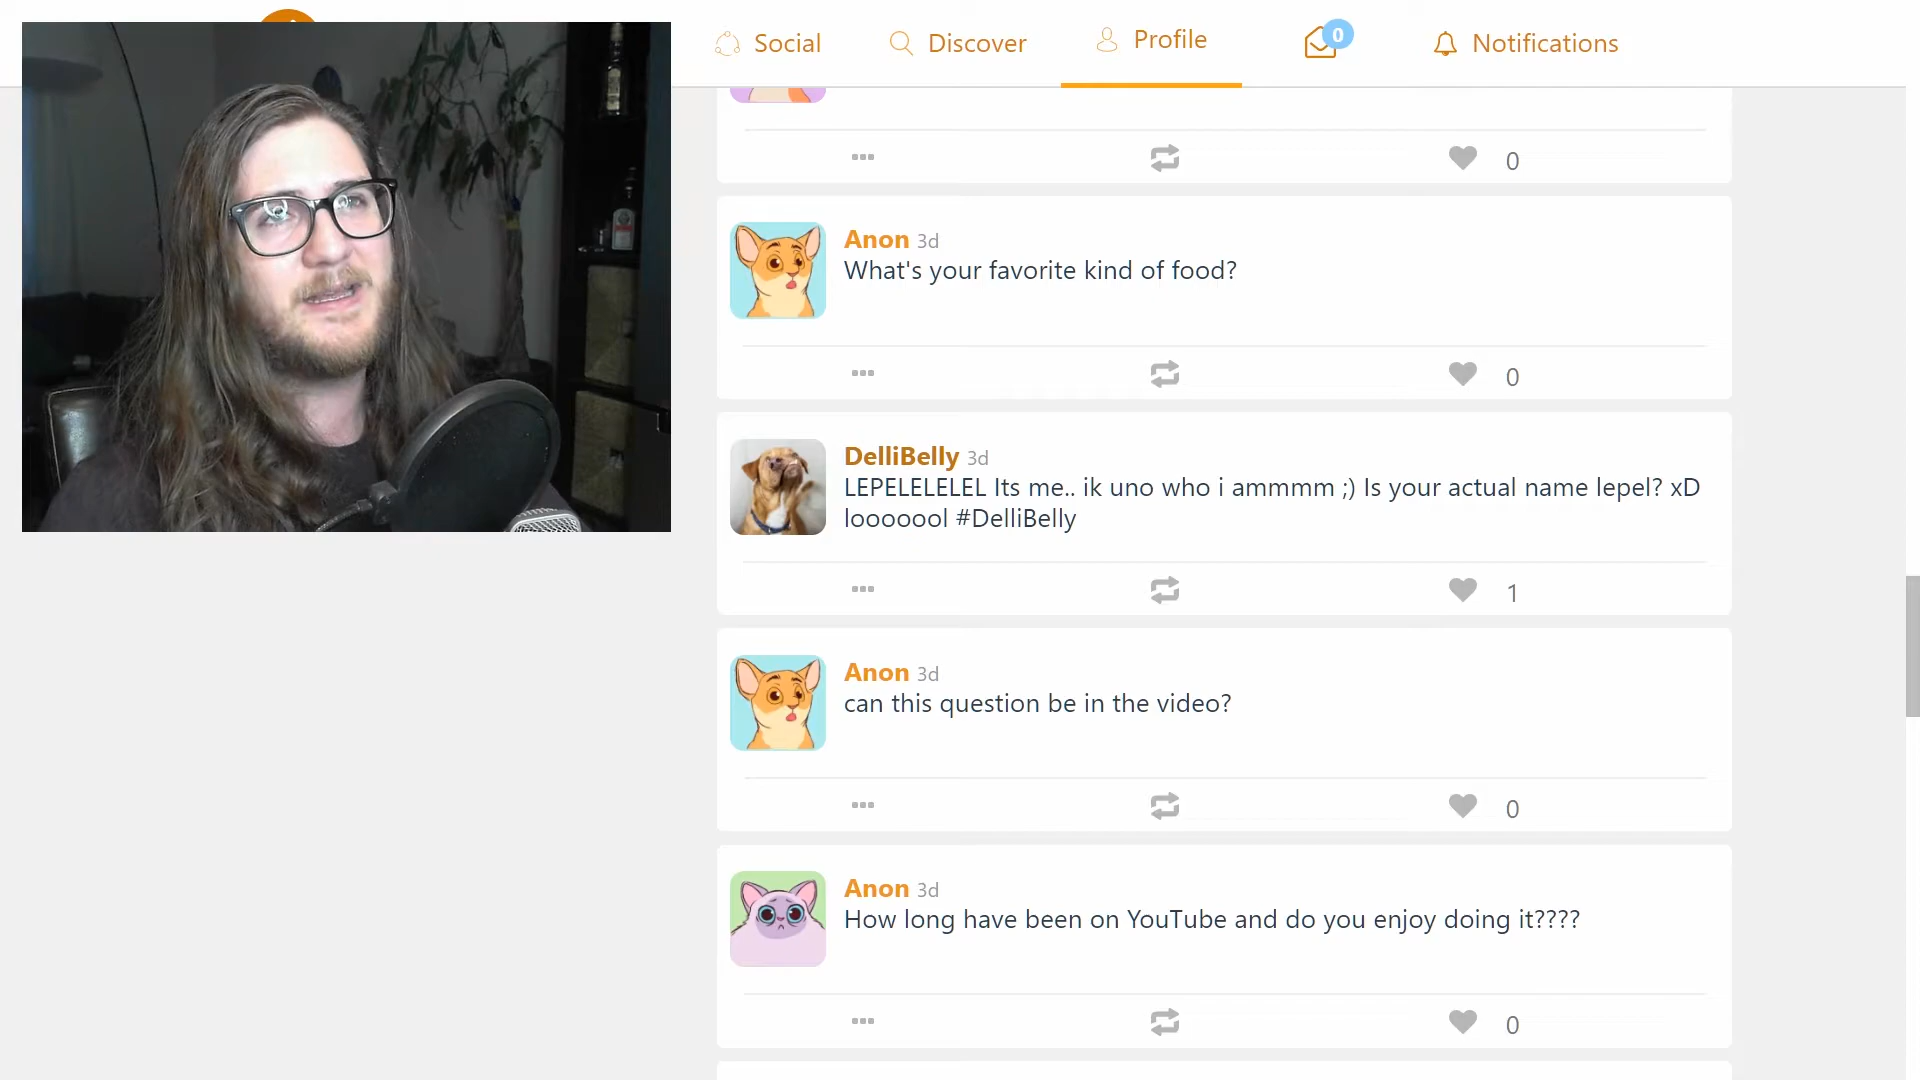 Social
Discover
Profile
0
Notifications
0
Anon 3d
What's your favorite kind of food?
0
DelliBelly 3d
LEPELELELEL Its me.. ik uno who i ammmm ;) Is your actual name lepel? xD
looooool #DelliBelly
1
Anon 3d
can this question be in the video?
0
Anon 3d
How long have been on YouTube and do you enjoy doing it????
0